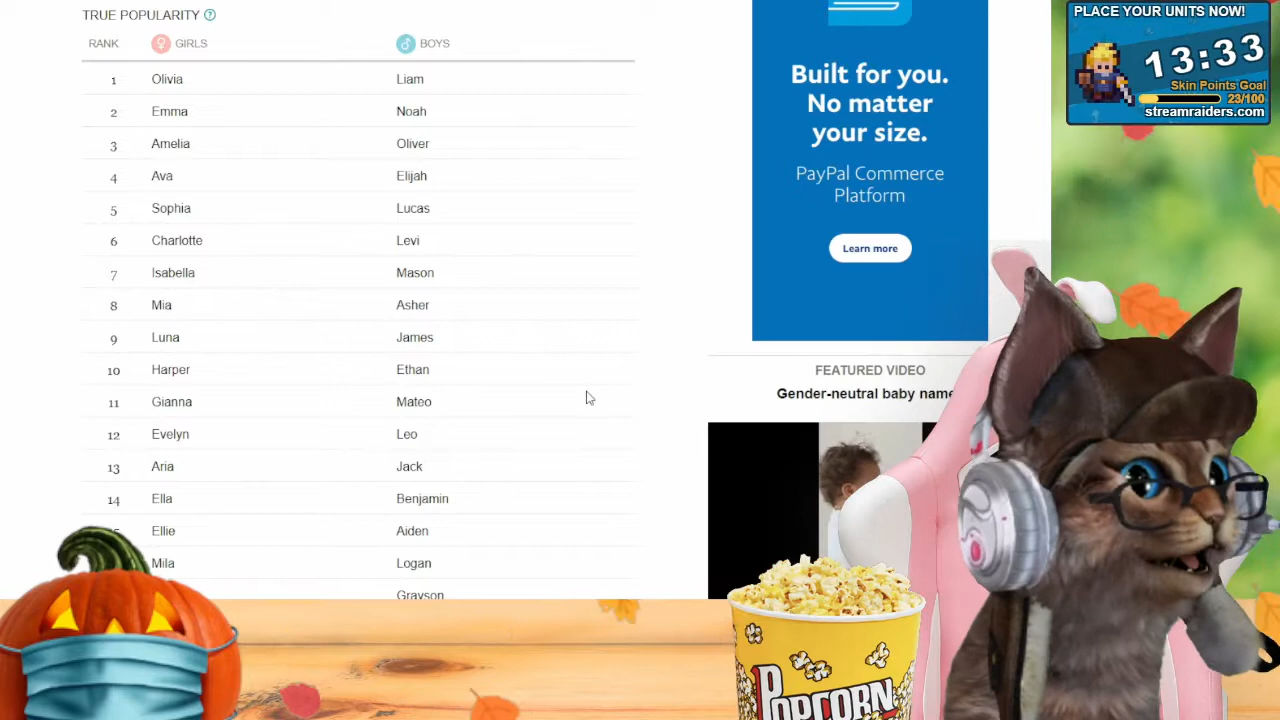 TRUE POPULARITY ?
RANK GIRLS BOYS
1 Olivia Liam
2 Emma Noah
3 Amelia Oliver
4 Ava Elijah
5 Sophia Lucas
6 Charlotte Levi
7 Isabella Mason
8 Mia Asher
9 Luna James
10 Harper Ethan
11 Gianna Mateo
12 Evelyn Leo
13 Aria Jack
14 Ella Benjamin
Ellie Aiden
Mila Logan
Grayson
Built for you.
No matter
your size.
PayPal Commerce
Platform
Learn more
FEATURED VIDEO
Gender-neutral baby name
PLACE YOUR UNITS NOW!
13:33
Skin Points Goal
23/100
streamraiders.com
POPCORN